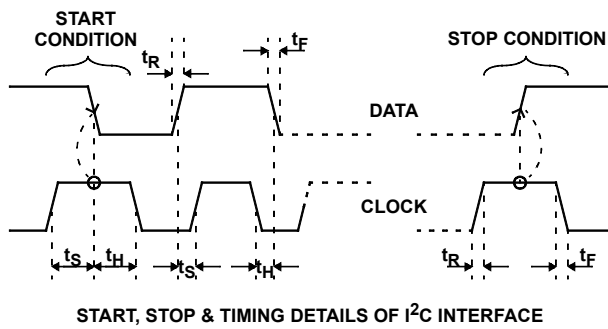 START
CONDITION
tR
tF
STOP CONDITION
DATA
CLOCK
tS tH tS tH tR tF
START, STOP & TIMING DETAILS OF I2C INTERFACE